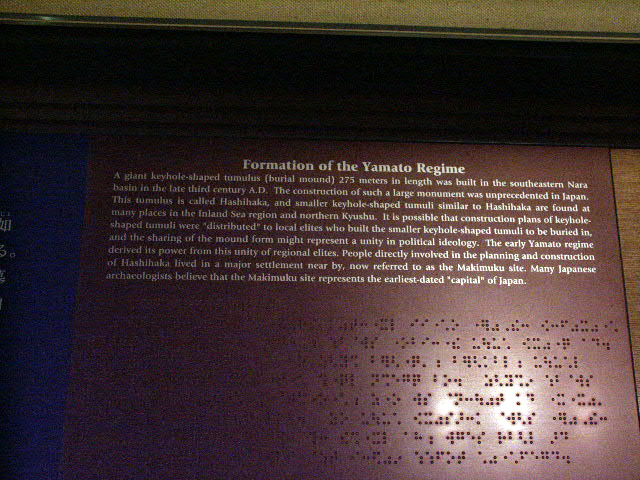 Formation of the Yamato Regime
A giant keyhole-shaped tumulus (burial mound) 275 meters in length was built in the southeastern Nara
basin in the late third century A.D. The construction of such a large monument was unprecedented in Japan.
This tumulus is called Hashihaka, and smaller keyhole-shaped tumuli similar to Hashihaka are found at
many places in the Inland Sea region and northern Kyushu. It is possible that construction plans of keyhole-
shaped tumuli were "distributed" to local elites who built the smaller keyhole-shaped tumuli to be buried in,
and the sharing of the mound form might represent a unity in political ideology. The early Yamato regime
derived its power from this unity of regional elites. People directly involved in the planning and construction
of Hashihaka lived in a major settlement near by, now referred to as the Makimuku site. Many Japanese
archaeologists believe that the Makimuku site represents the earliest-dated "capital" of Japan.
如
る。
墓